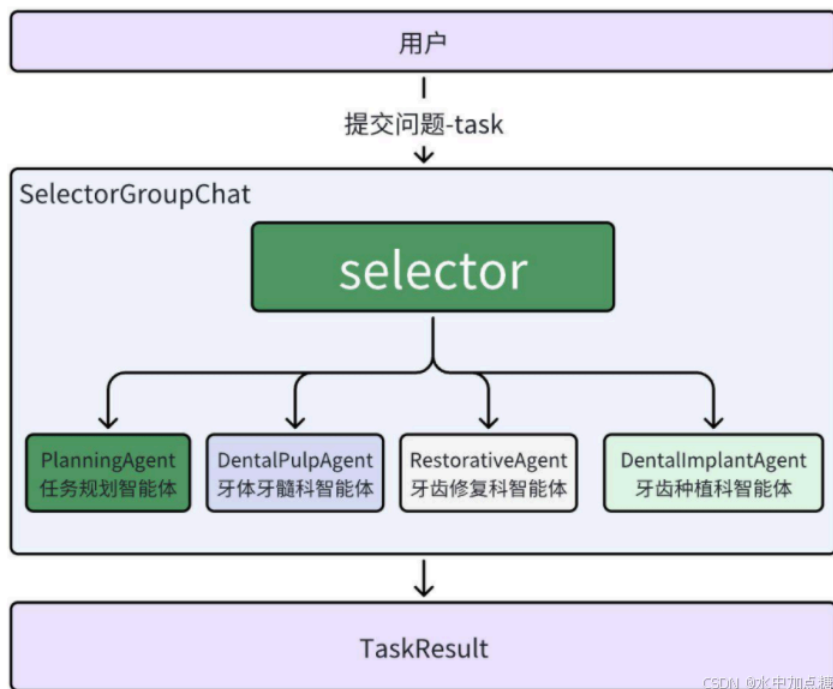 用户
提交问题-task
SelectorGroupChat
selector
PlanningAgent
任务规划智能体
DentalPulpAgent
牙体牙髓科智能体
RestorativeAgent
牙齿修复科智能体
DentalImplantAgent
牙齿种植科智能体
TaskResult
CSDN @水中加点糖